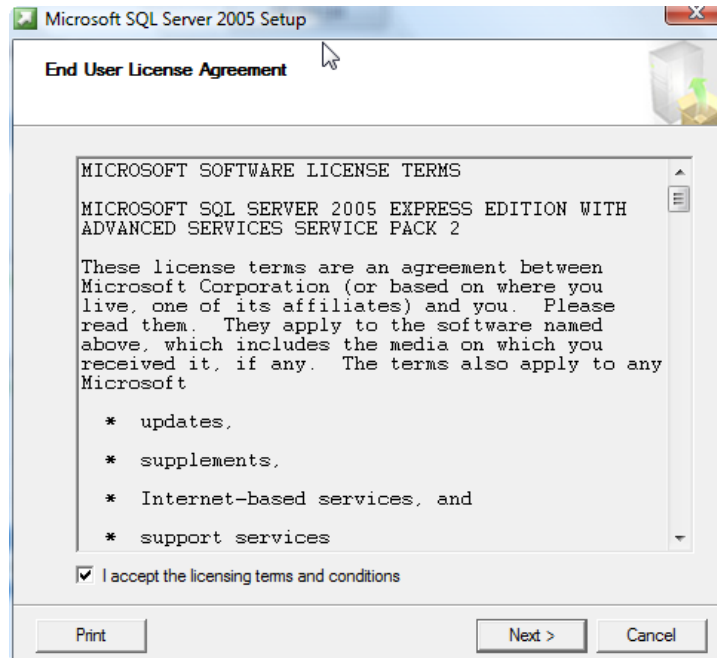 Microsoft SQL Server 2005 Setup
End User License Agreement
MICROSOFT SOFTWARE LICENSE TERMS
MICROSOFT SQL SERVER 2005 EXPRESS EDITION WITH
ADVANCED SERVICES SERVICE PACK 2
These license terms are an agreement between
Microsoft Corporation (or based on where you
live, one of its affiliates) and you.  Please
read them.  They apply to the software named
above, which includes the media on which you
received it, if any.  The terms also apply to any
Microsoft
* updates,
* supplements,
* Internet-based services, and
* support services
I accept the licensing terms and conditions
Print
Next >
Cancel